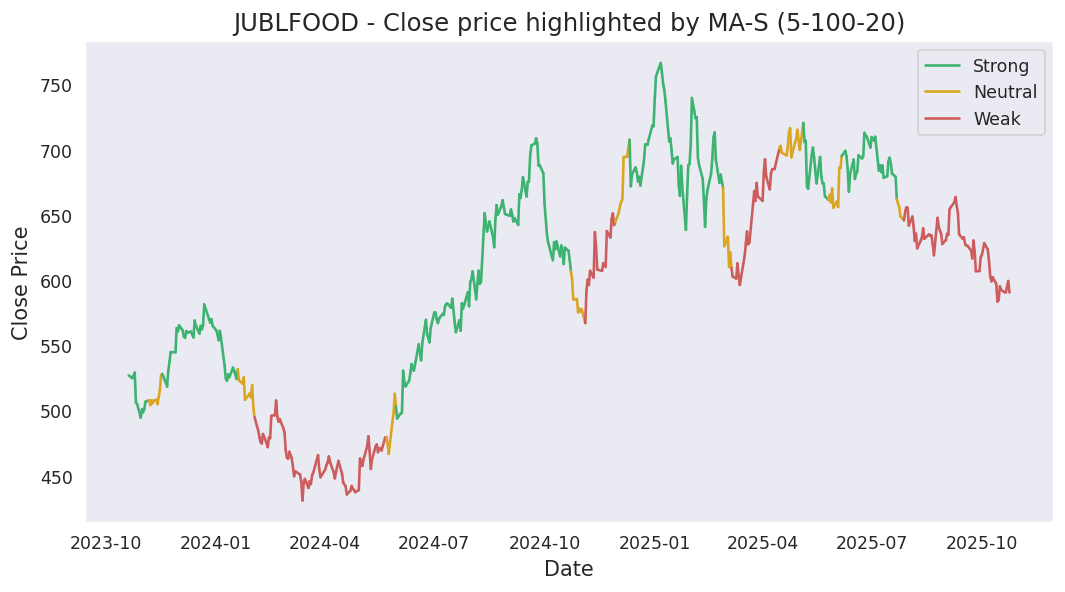 JUBLFOOD - Close price highlighted by MA-S (5-100-20)
Strong
Neutral
Weak
Close Price
750
700
650
600
550
500
450
2023-10
2024-01
2024-04
2024-07
2024-10
2025-01
2025-04
2025-07
2025-10
Date